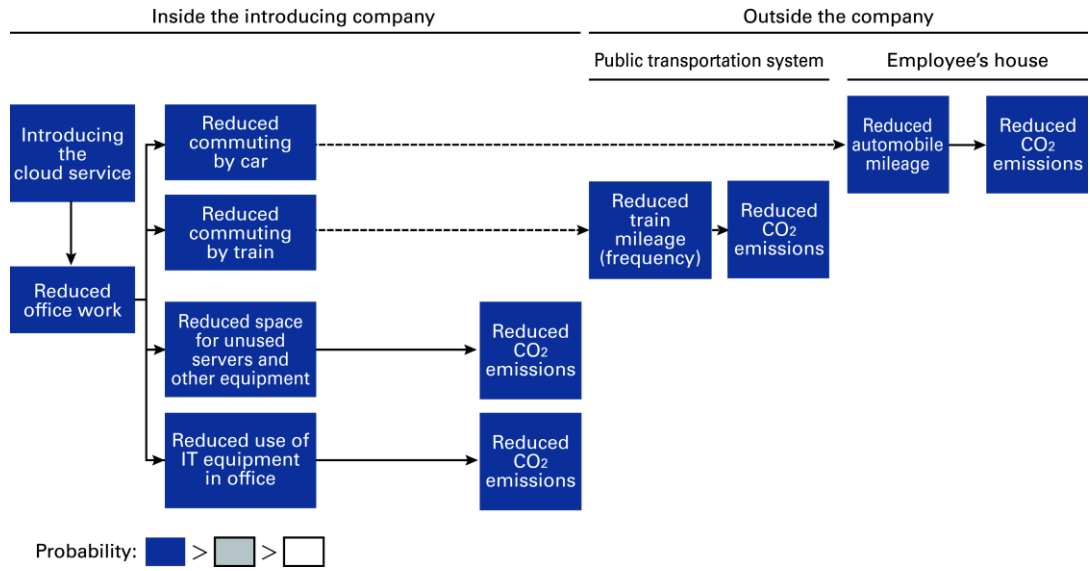 Inside the introducing company
Outside the company
Public transportation system
Employee's house
Introducing
the
cloud service
Reduced
office work
Reduced
commuting
by car
Reduced
automobile
mileage
Reduced
CO2
emissions
Reduced
commuting
by train
Reduced
train
mileage
(frequency)
Reduced
CO2
emissions
Reduced space
for unused
servers and
other equipment
Reduced
CO2
emissions
Reduced use of
IT equipment
in office
Reduced
CO2
emissions
Probability: > >